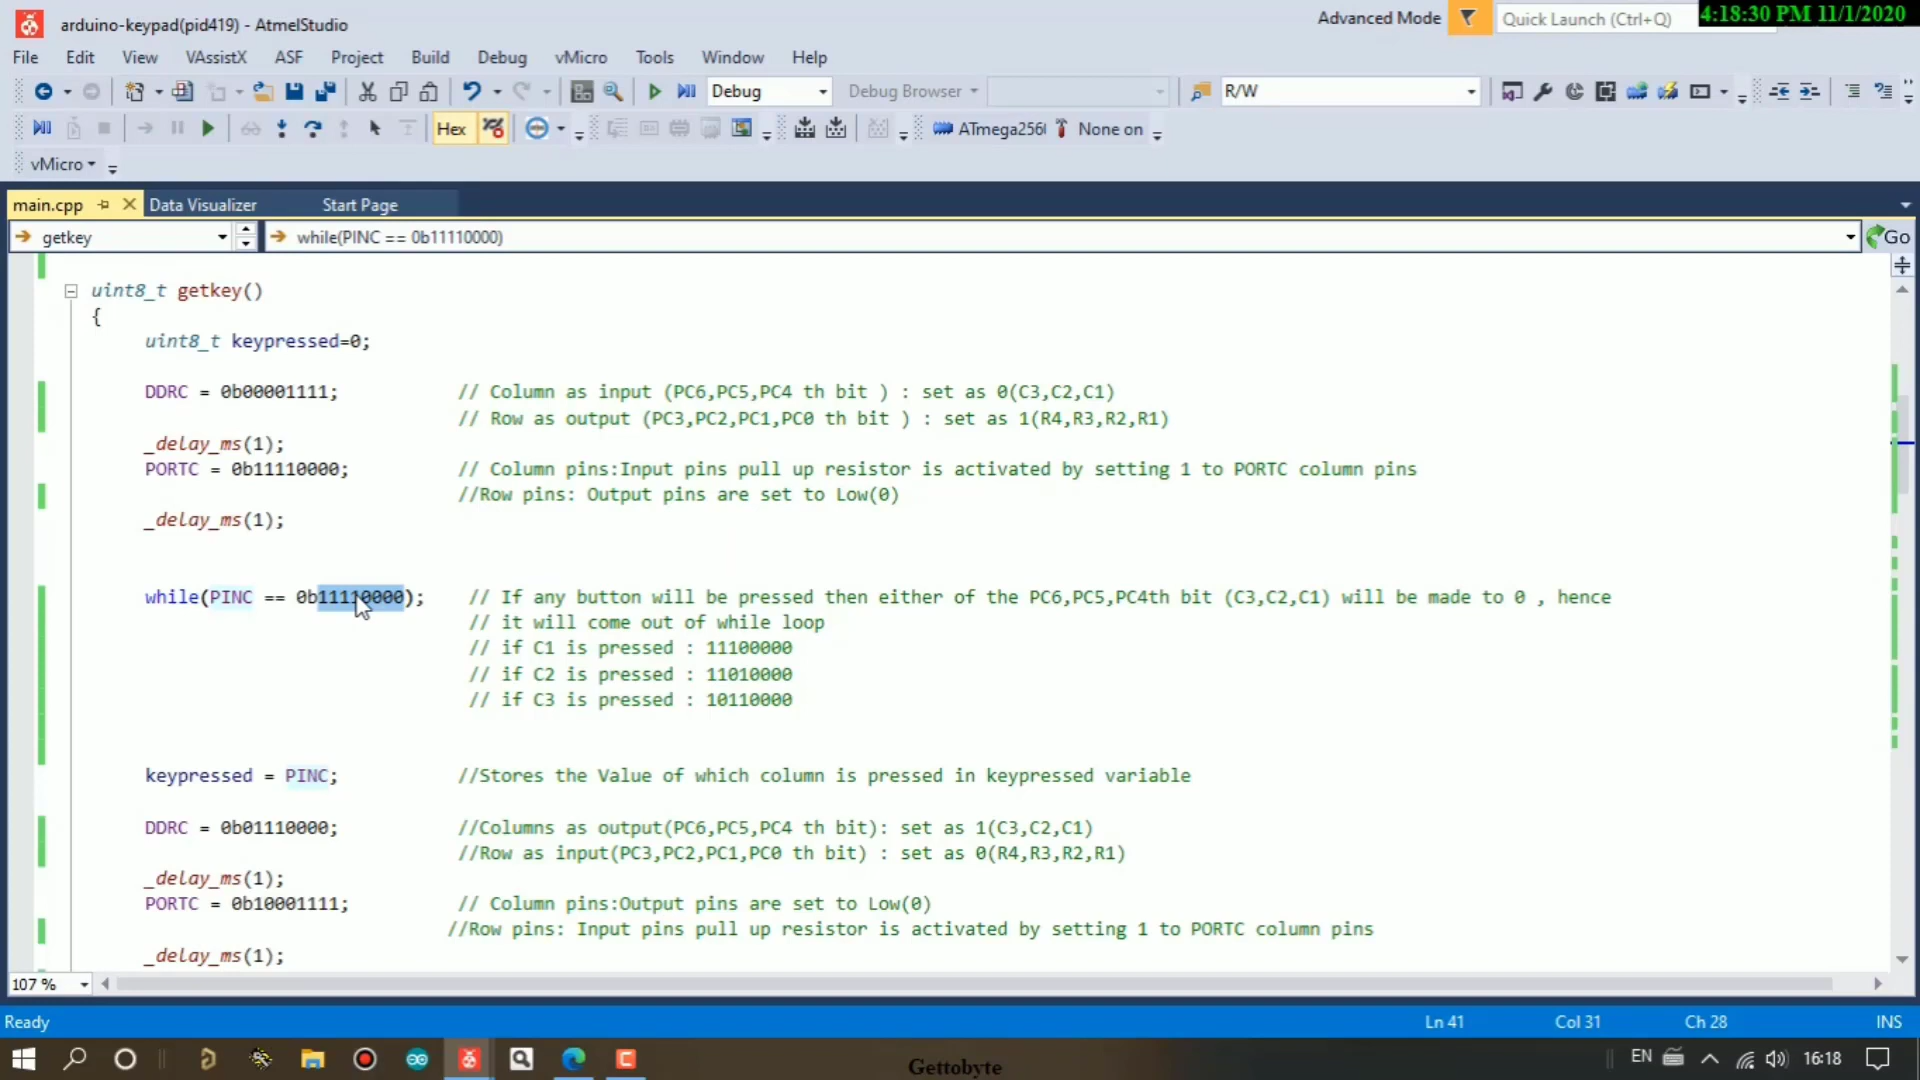 arduino-keypad(pid419) - AtmelStudio
Advanced Mode
Quick Launch (Ctrl+Q)
4:18:30 PM 11/1/2020
File Edit View VAssistX ASF Project Build Debug vMicro Tools Window Help
Debug
Debug Browser
R/W
Hex
ATmega256
None on
vMicro
main.cpp
Data Visualizer
Start Page
getkey
while(PINC == 0b11110000)
Go
uint8_t getkey()
{
uint8_t keypressed=0;
DDRC = 0b00001111; // Column as input (PC6,PC5,PC4 th bit ) : set as 0(C3,C2,C1)
// Row as output (PC3,PC2,PC1,PC0 th bit ) : set as 1(R4,R3,R2,R1)
_delay_ms(1);
PORTC = 0b11110000; // Column pins:Input pins pull up resistor is activated by setting 1 to PORTC column pins
//Row pins: Output pins are set to Low(0)
_delay_ms(1);
while(PINC == 0b11110000); // If any button will be pressed then either of the PC6,PC5,PC4th bit (C3,C2,C1) will be made to 0 , hence
// it will come out of while loop
// if C1 is pressed : 11100000
// if C2 is pressed : 11010000
// if C3 is pressed : 10110000
keypressed = PINC; //Stores the Value of which column is pressed in keypressed variable
DDRC = 0b01110000; //Columns as output(PC6,PC5,PC4 th bit): set as 1(C3,C2,C1)
//Row as input(PC3,PC2,PC1,PC0 th bit) : set as 0(R4,R3,R2,R1)
_delay_ms(1);
PORTC = 0b10001111; // Column pins:Output pins are set to Low(0)
//Row pins: Input pins pull up resistor is activated by setting 1 to PORTC column pins
_delay_ms(1);
107 %
Ready
Ln 41
Col 31
Ch 28
INS
Gettobyte
EN
16:18